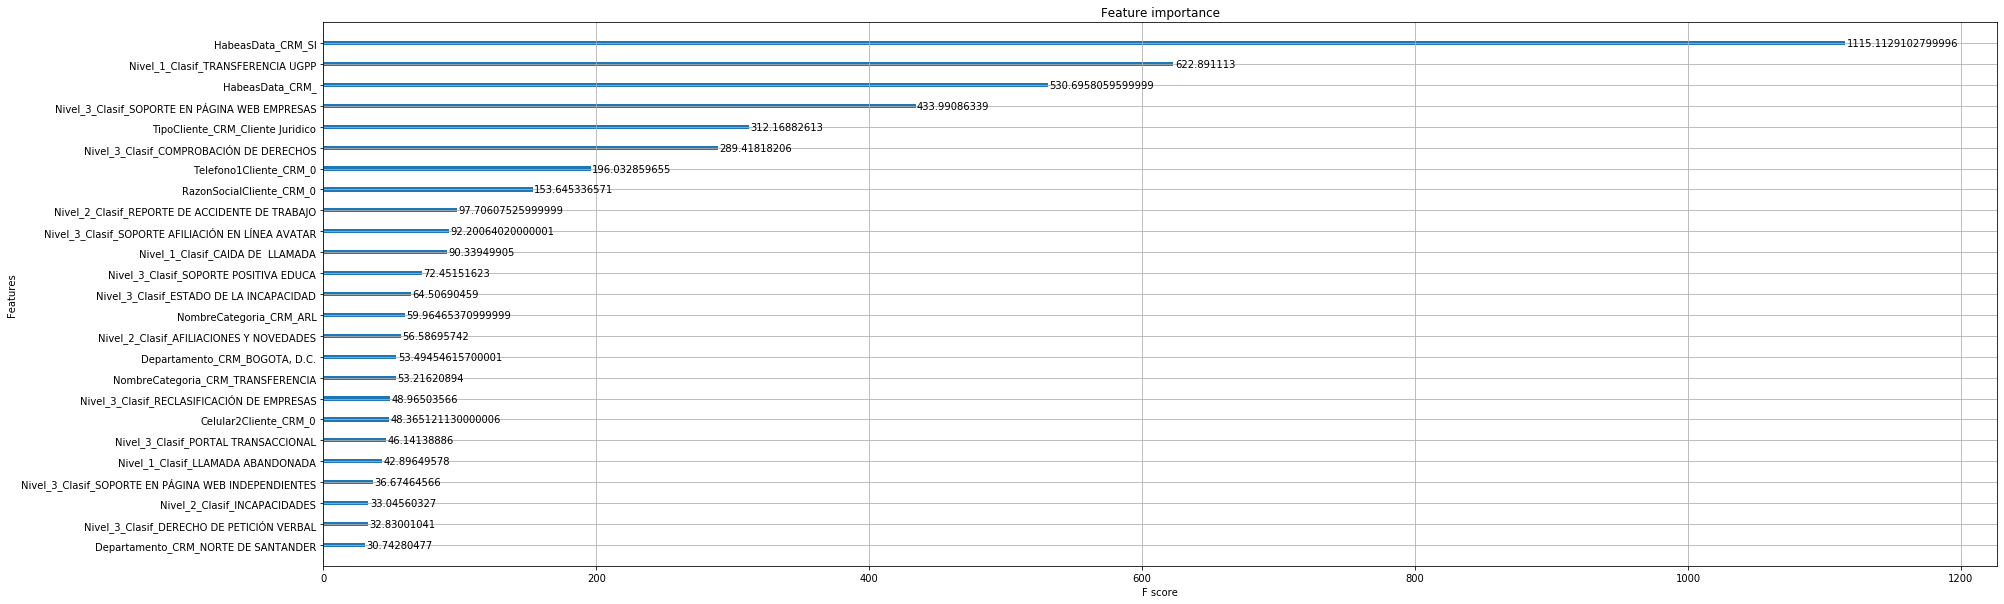 Feature importance
HabeasData_CRM_SI 1115.1129102799996
Nivel_1_Clasif_TRANSFERENCIA UGPP 622.891113
HabeasData_CRM_ 530.6958059599999
Nivel_3_Clasif_SOPORTE EN PÁGINA WEB EMPRESAS 433.99086339
TipoCliente_CRM_Cliente Juridico 312.16882613
Nivel_3_Clasif_COMPROBACIÓN DE DERECHOS 289.41818206
Telefono1Cliente_CRM_0 196.032859655
RazonSocialCliente_CRM_0 153.645336571
Nivel_2_Clasif_REPORTE DE ACCIDENTE DE TRABAJO 97.70607525999999
Nivel_3_Clasif_SOPORTE AFILIACIÓN EN LÍNEA AVATAR 92.20064020000001
Nivel_1_Clasif_CAIDA DE  LLAMADA 90.33949905
Nivel_3_Clasif_SOPORTE POSITIVA EDUCA 72.45151623
Nivel_3_Clasif_ESTADO DE LA INCAPACIDAD 64.50690459
NombreCategoria_CRM_ARL 59.96465370999999
Nivel_2_Clasif_AFILIACIONES Y NOVEDADES 56.58695742
Departamento_CRM_BOGOTA, D.C. 53.49454615700001
NombreCategoria_CRM_TRANSFERENCIA 53.21620894
Nivel_3_Clasif_RECLASIFICACIÓN DE EMPRESAS 48.96503566
Celular2Cliente_CRM_0 48.365121130000006
Nivel_3_Clasif_PORTAL TRANSACCIONAL 46.14138886
Nivel_1_Clasif_LLAMADA ABANDONADA 42.89649578
Nivel_3_Clasif_SOPORTE EN PÁGINA WEB INDEPENDIENTES 36.67464566
Nivel_2_Clasif_INCAPACIDADES 33.04560327
Nivel_3_Clasif_DERECHO DE PETICIÓN VERBAL 32.83001041
Departamento_CRM_NORTE DE SANTANDER 30.74280477
Features
0 200 400 600 800 1000 1200
F score